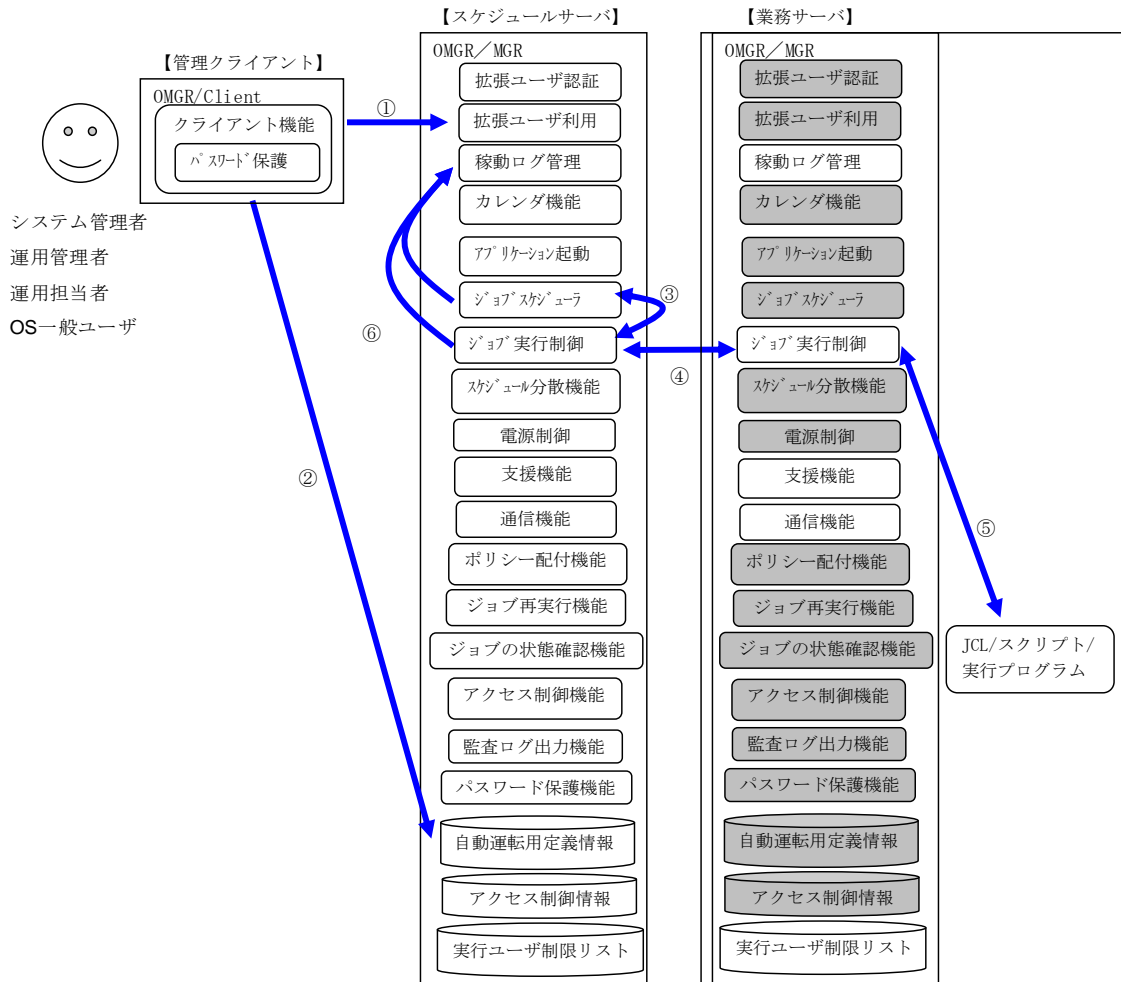 【スケジュールサーバ】
【業務サーバ】
【管理クライアント】
OMGR/Client
クライアント機能
パスワード保護
システム管理者
運用管理者
運用担当者
OS一般ユーザ
①
②
⑥
OMGR／MGR
拡張ユーザ認証
拡張ユーザ利用
稼動ログ管理
カレンダ機能
アプリケーション起動
ジョブスケジューラ
ジョブ実行制御
スケジュール分散機能
電源制御
支援機能
通信機能
ポリシー配付機能
ジョブ再実行機能
ジョブの状態確認機能
アクセス制御機能
監査ログ出力機能
パスワード保護機能
自動運転用定義情報
アクセス制御情報
実行ユーザ制限リスト
③
④
OMGR／MGR
拡張ユーザ認証
拡張ユーザ利用
稼動ログ管理
カレンダ機能
アプリケーション起動
ジョブスケジューラ
ジョブ実行制御
スケジュール分散機能
電源制御
支援機能
通信機能
ポリシー配付機能
ジョブ再実行機能
ジョブの状態確認機能
アクセス制御機能
監査ログ出力機能
パスワード保護機能
自動運転用定義情報
アクセス制御情報
実行ユーザ制限リスト
⑤
JCL/スクリプト/
実行プログラム